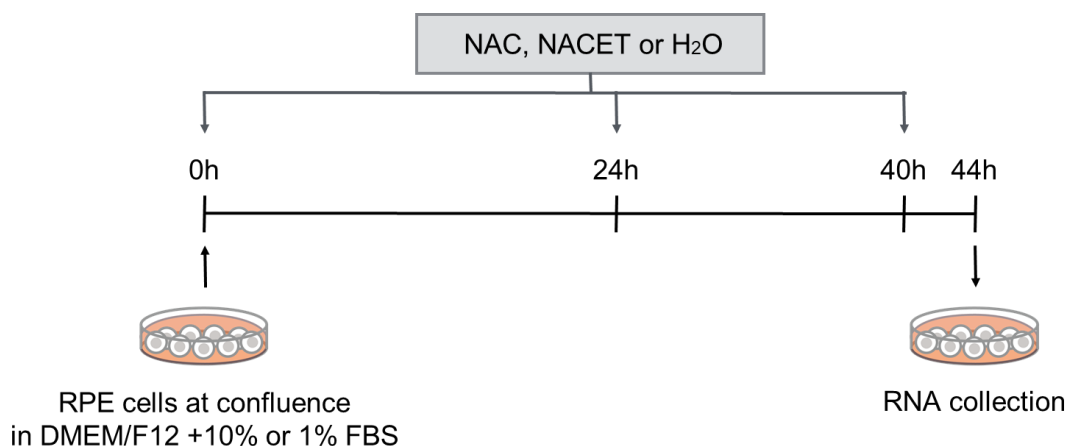 NAC, NACET or H₂O
0h
24h
40h
44h
RPE cells at confluence
in DMEM/F12 +10% or 1% FBS
RNA collection